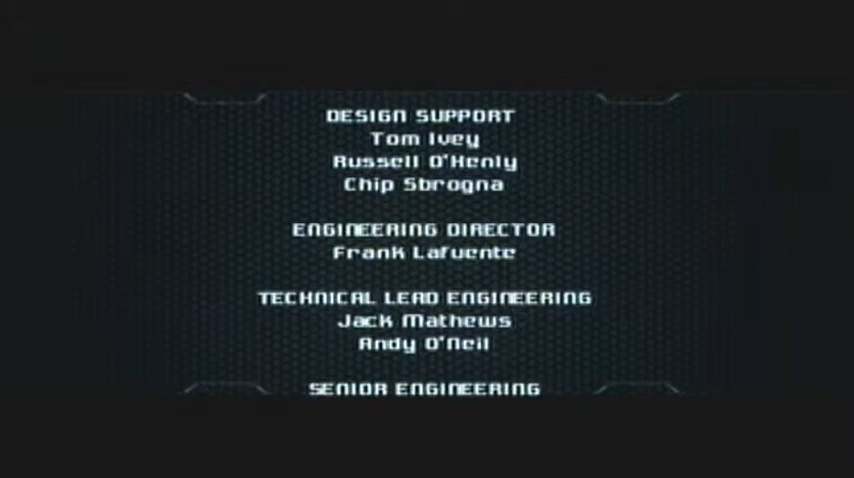 DESIGN SUPPORT
Tom Ivey
Russell O'Henly
Chip Sbrogna
ENGINEERING DIRECTOR
Frank Lafuente
TECHNICAL LEAD ENGINEERING
Jack Mathews
Andy O'Neil
SENIOR ENGINEERING